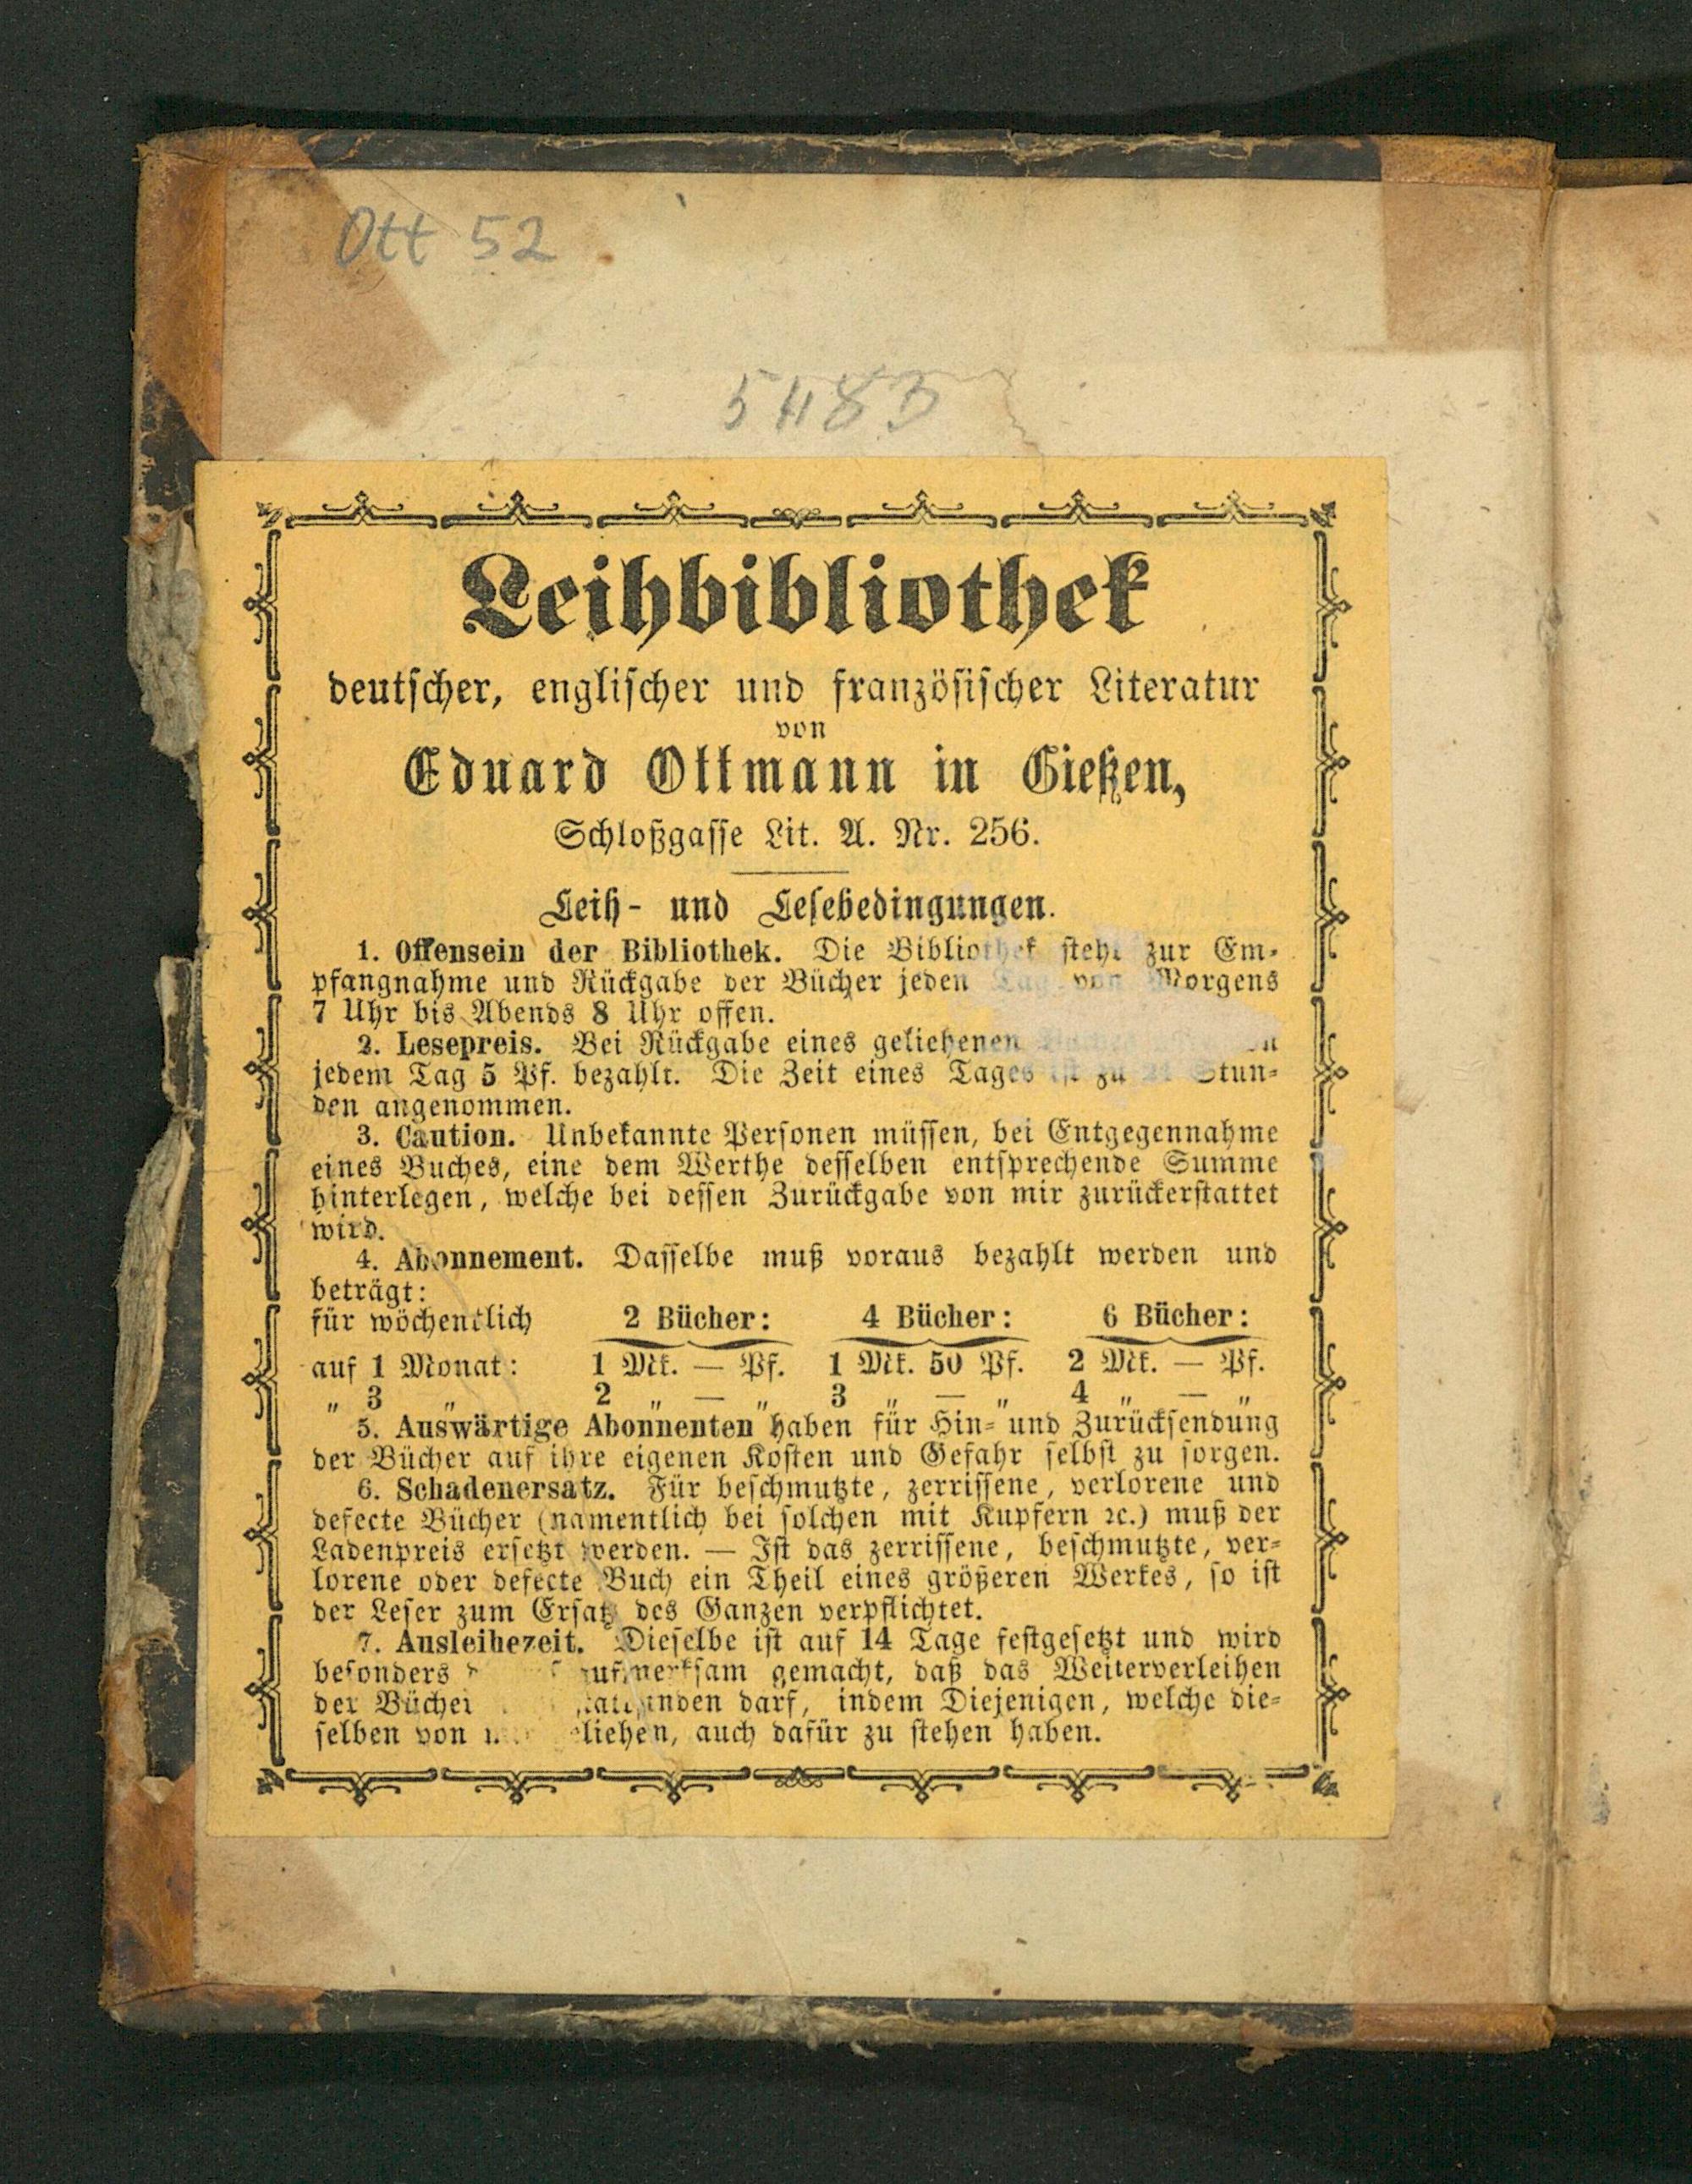 Ott 52
5483
Leihbibliothek
deutscher, englischer und französischer Literatur
von
Eduard Ottmann in Gießen,
Schloßgasse Lit. A. Nr. 256.
Leih- und Lesebedingungen.
1. Offensein der Bibliothek. Die Bibliothek steht zur Em-
pfangnahme und Rückgabe der Bücher jeden Tag von Morgens
7 Uhr bis Abends 8 Uhr offen.
2. Lesepreis. Bei Rückgabe eines geliehenen
jedem Tag 5 Pf. bezahlt. Die Zeit eines Tages ist zu 24 Stun-
den angenommen.
3. Caution. Unbekannte Personen müssen, bei Entgegennahme
eines Buches, eine dem Werthe desselben entsprechende Summe
hinterlegen, welche bei dessen Zurückgabe von mir zurückerstattet
wird.
4. Abonnement. Dasselbe muß voraus bezahlt werden und
beträgt:
für wöchentlich 2 Bücher: 4 Bücher: 6 Bücher:
auf 1 Monat: 1 Mk. — Pf. 1 Mk. 50 Pf. 2 Mk. — Pf.
„ 3 „ 2 „ — „ 3 „ — „ 4 „ — „
5. Auswärtige Abonnenten haben für Hin- und Zurücksendung
der Bücher auf ihre eigenen Kosten und Gefahr selbst zu sorgen.
6. Schadenersatz. Für beschmutzte, zerrissene, verlorene und
defecte Bücher (namentlich bei solchen mit Kupfern ꝛc.) muß der
Ladenpreis ersetzt werden. — Ist das zerrissene, beschmutzte, ver-
lorene oder defecte Buch ein Theil eines größeren Werkes, so ist
der Leser zum Ersatz des Ganzen verpflichtet.
7. Ausleihezeit. Dieselbe ist auf 14 Tage festgesetzt und wird
besonders aufmerksam gemacht, daß das Weiterverleihen
der Bücher stattfinden darf, indem Diejenigen, welche die-
selben von geliehen, auch dafür zu stehen haben.